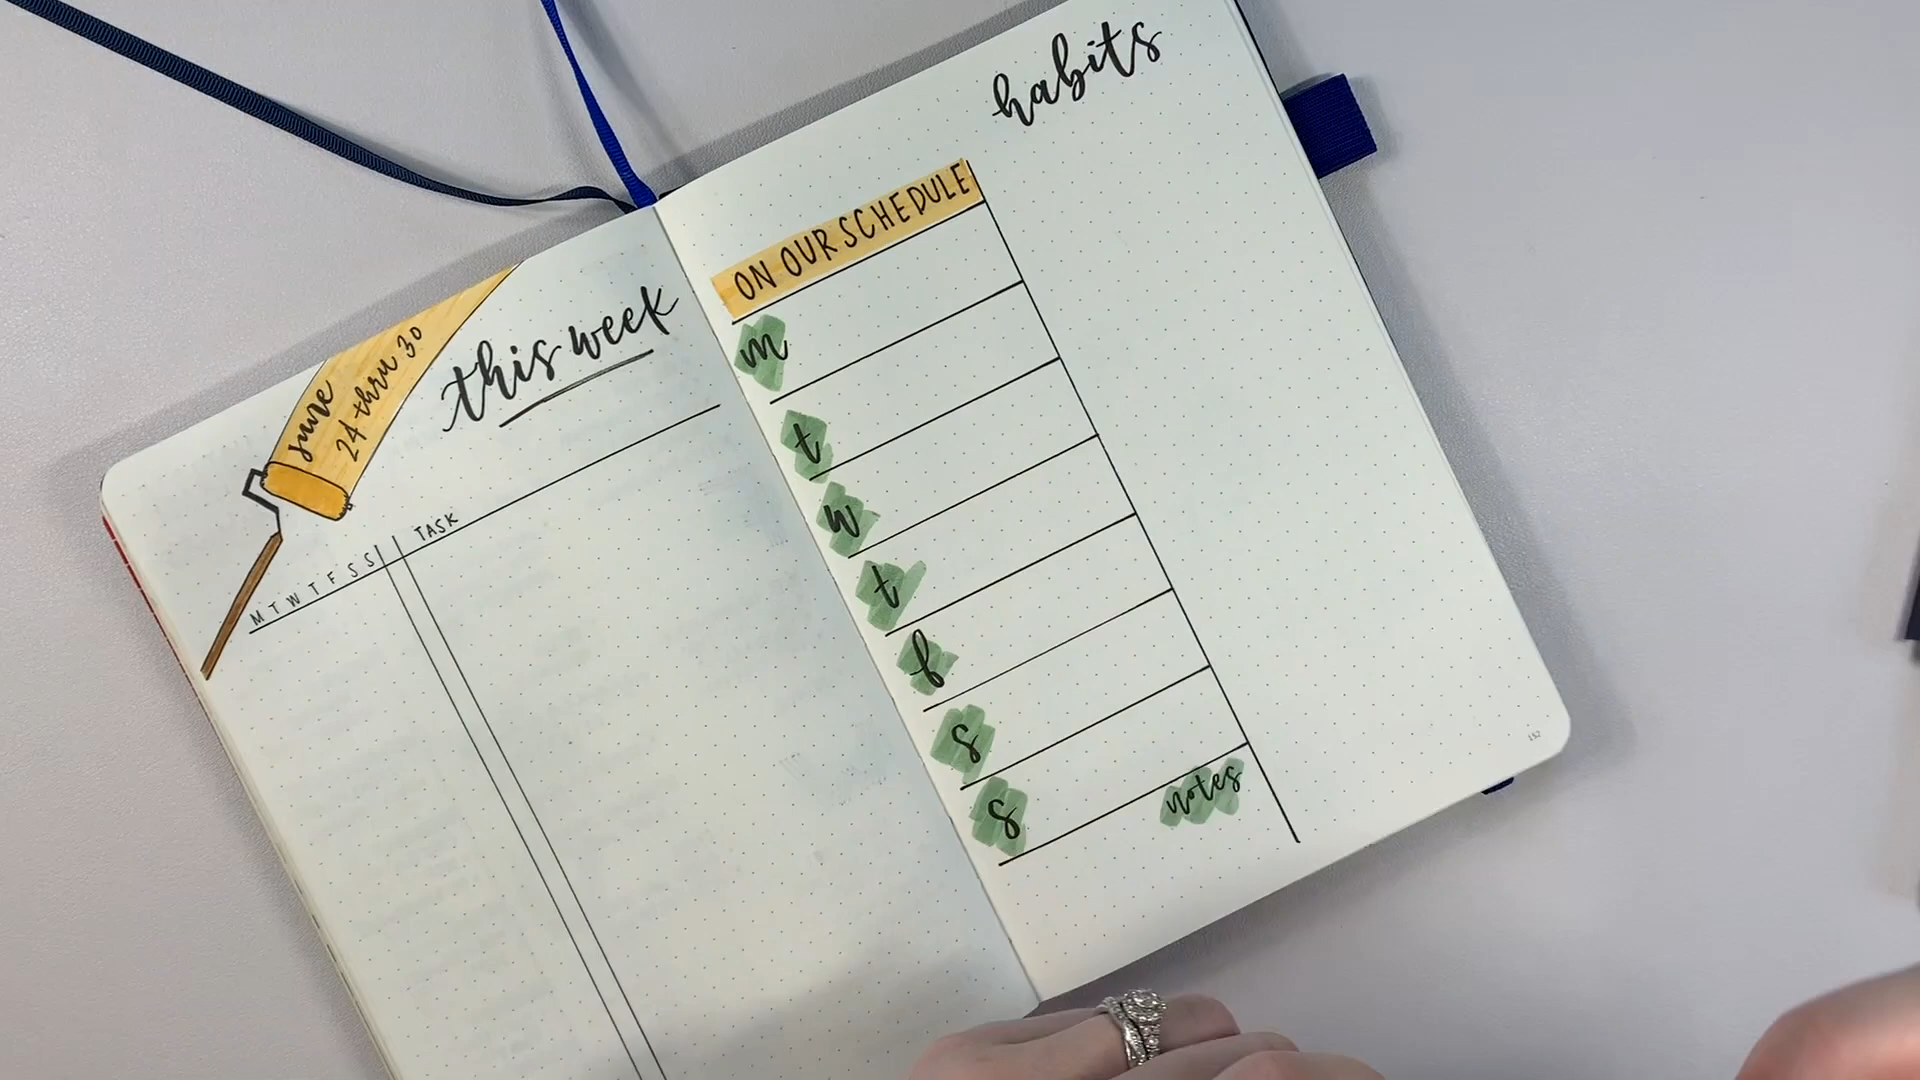 june
24 thru 30
this week
M T W T F S S
TASK
habits
ON OUR SCHEDULE
m
t
w
t
f
s
s
notes